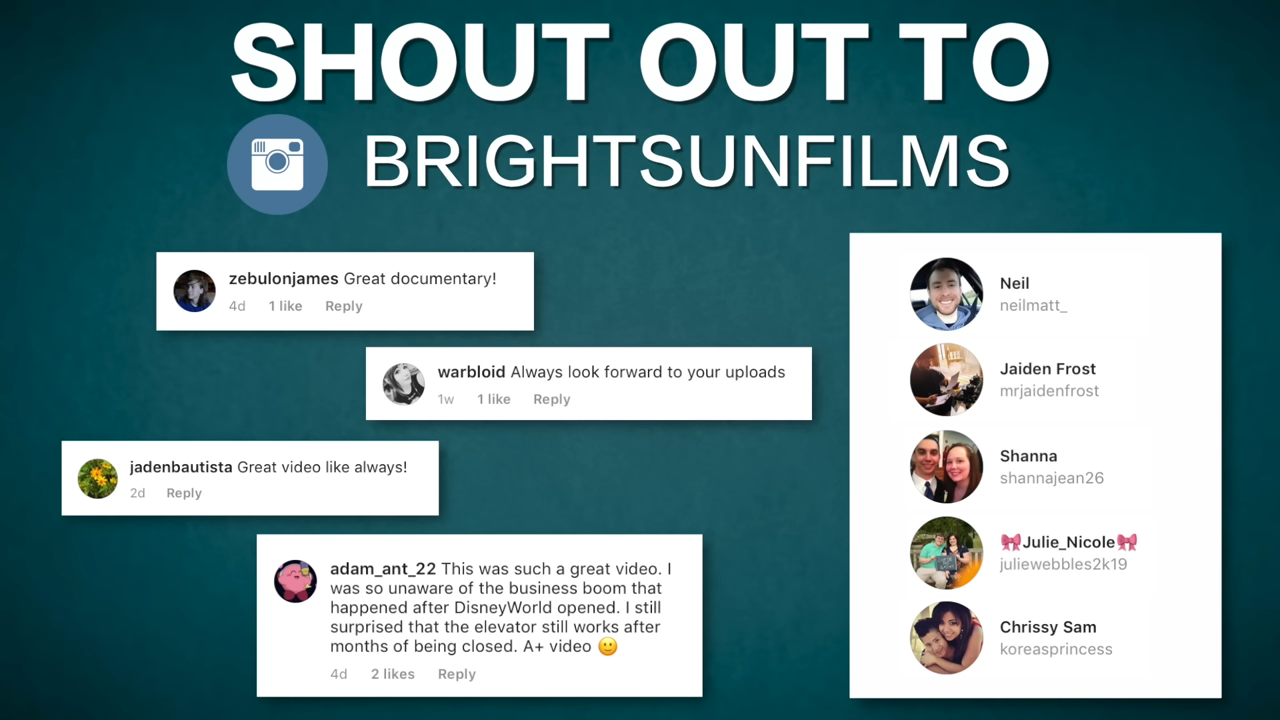 SHOUT OUT TO
BRIGHTSUNFILMS
zebulonjames Great documentary!
4d 1 like Reply
warbloid Always look forward to your uploads
1w 1 like Reply
jadenbautista Great video like always!
2d Reply
adam_ant_22 This was such a great video. I
was so unaware of the business boom that
happened after DisneyWorld opened. I still
surprised that the elevator still works after
months of being closed. A+ video 🙂
4d 2 likes Reply
Neil
neilmatt_
Jaiden Frost
mrjaidenfrost
Shanna
shannajean26
🎀Julie_Nicole🎀
juliewebbles2k19
Chrissy Sam
koreasprincess